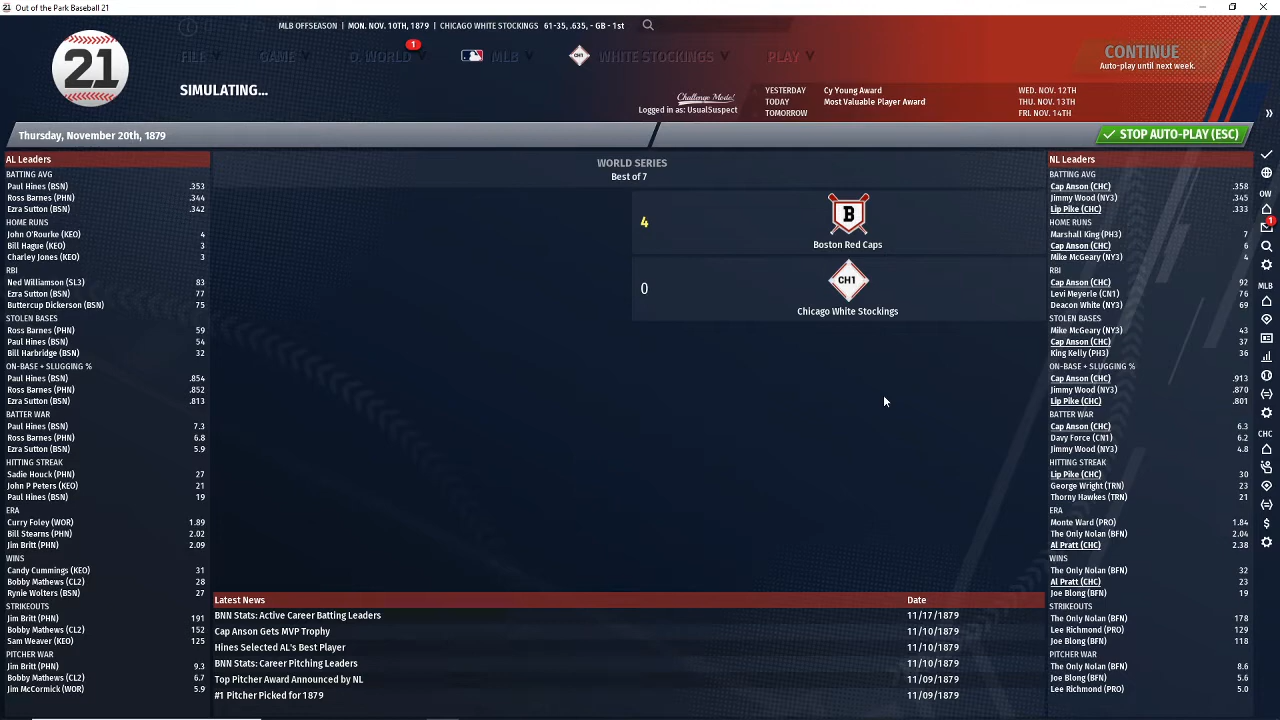 21 Out of the Park Baseball 21
MLB OFFSEASON | MON. NOV. 10TH, 1879 | CHICAGO WHITE STOCKINGS 61-35, .635, - GB - 1st
FILE GAME O. WORLD 1 MLB CH1 WHITE STOCKINGS PLAY
CONTINUE
Auto-play until next week.
21
SIMULATING...
Challenge Mode!
Logged in as: UsualSuspect
YESTERDAY Cy Young Award WED. NOV. 12TH
TODAY Most Valuable Player Award THU. NOV. 13TH
TOMORROW FRI. NOV. 14TH
Thursday, November 20th, 1879
STOP AUTO-PLAY (ESC)
AL Leaders
BATTING AVG
Paul Hines (BSN) .353
Ross Barnes (PHN) .344
Ezra Sutton (BSN) .342
HOME RUNS
John O'Rourke (KEO) 4
Bill Hague (KEO) 3
Charley Jones (KEO) 3
RBI
Ned Williamson (SL3) 83
Ezra Sutton (BSN) 77
Buttercup Dickerson (BSN) 75
STOLEN BASES
Ross Barnes (PHN) 59
Paul Hines (BSN) 54
Bill Harbridge (BSN) 32
ON-BASE + SLUGGING %
Paul Hines (BSN) .854
Ross Barnes (PHN) .852
Ezra Sutton (BSN) .813
BATTER WAR
Paul Hines (BSN) 7.3
Ross Barnes (PHN) 6.8
Ezra Sutton (BSN) 5.9
HITTING STREAK
Sadie Houck (PHN) 27
John P Peters (KEO) 21
Paul Hines (BSN) 19
ERA
Curry Foley (WOR) 1.89
Bill Stearns (PHN) 2.02
Jim Britt (PHN) 2.09
WINS
Candy Cummings (KEO) 31
Bobby Mathews (CL2) 28
Rynie Wolters (BSN) 27
STRIKEOUTS
Jim Britt (PHN) 191
Bobby Mathews (CL2) 152
Sam Weaver (KEO) 125
PITCHER WAR
Jim Britt (PHN) 9.3
Bobby Mathews (CL2) 6.7
Jim McCormick (WOR) 5.9
WORLD SERIES
Best of 7
4 B
Boston Red Caps
0 CH1
Chicago White Stockings
Latest News Date
BNN Stats: Active Career Batting Leaders 11/17/1879
Cap Anson Gets MVP Trophy 11/10/1879
Hines Selected AL's Best Player 11/10/1879
BNN Stats: Career Pitching Leaders 11/10/1879
Top Pitcher Award Announced by NL 11/09/1879
#1 Pitcher Picked for 1879 11/09/1879
NL Leaders
BATTING AVG
Cap Anson (CHC) .358
Jimmy Wood (NY3) .345
Lip Pike (CHC) .333
HOME RUNS
Marshall King (PH3) 7
Cap Anson (CHC) 6
Mike McGeary (NY3) 4
RBI
Cap Anson (CHC) 92
Levi Meyerle (CN1) 76
Deacon White (NY3) 69
STOLEN BASES
Mike McGeary (NY3) 43
Cap Anson (CHC) 37
King Kelly (PH3) 36
ON-BASE + SLUGGING %
Cap Anson (CHC) .913
Jimmy Wood (NY3) .870
Lip Pike (CHC) .801
BATTER WAR
Cap Anson (CHC) 6.3
Davy Force (CN1) 6.2
Jimmy Wood (NY3) 4.8
HITTING STREAK
Lip Pike (CHC) 30
George Wright (TRN) 23
Thorny Hawkes (TRN) 21
ERA
Monte Ward (PRO) 1.84
The Only Nolan (BFN) 2.04
Al Pratt (CHC) 2.38
WINS
The Only Nolan (BFN) 32
Al Pratt (CHC) 23
Joe Blong (BFN) 19
STRIKEOUTS
The Only Nolan (BFN) 178
Lee Richmond (PRO) 129
Joe Blong (BFN) 118
PITCHER WAR
The Only Nolan (BFN) 8.6
Joe Blong (BFN) 5.6
Lee Richmond (PRO) 5.0
OW
1
MLB
CHC
$